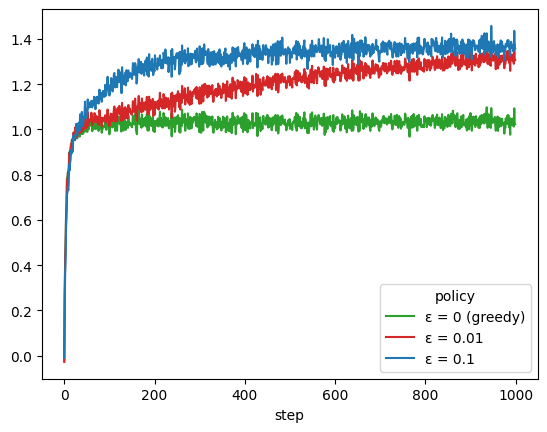 1.4
1.2
1.0
0.8
0.6
0.4
0.2
0.0
0 200 400 600 800 1000
step
policy
ε = 0 (greedy)
ε = 0.01
ε = 0.1